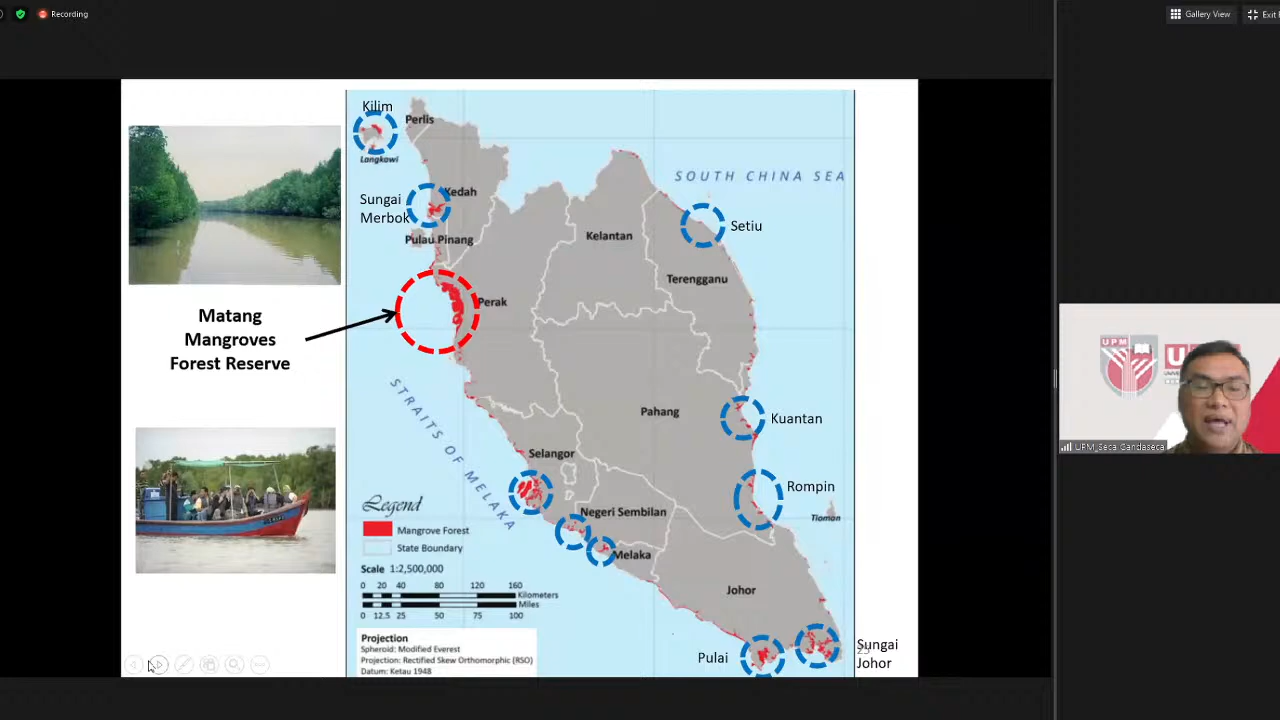 Recording
Gallery View
Exit
Kilim
Perlis
Langkawi
SOUTH CHINA SEA
Sungai
Merbok
Kedah
Setiu
Pulau Pinang
Kelantan
Terengganu
Perak
Matang
Mangroves
Forest Reserve
STRAITS OF MELAKA
Pahang
Kuantan
Selangor
Rompin
Legend
Negeri Sembilan
Tioman
Mangrove Forest
State Boundary
Melaka
Scale 1:2,500,000
0 20 40 80 120 160
Kilometers
Miles
0 12.5 25 50 75 100
Johor
Projection
Spheroid: Modified Everest
Projection: Rectified Skew Orthomorphic (RSO)
Datum: Ketau 1948
Pulai
Sungai
Johor
UPM
UPM_Seca Gandaseca